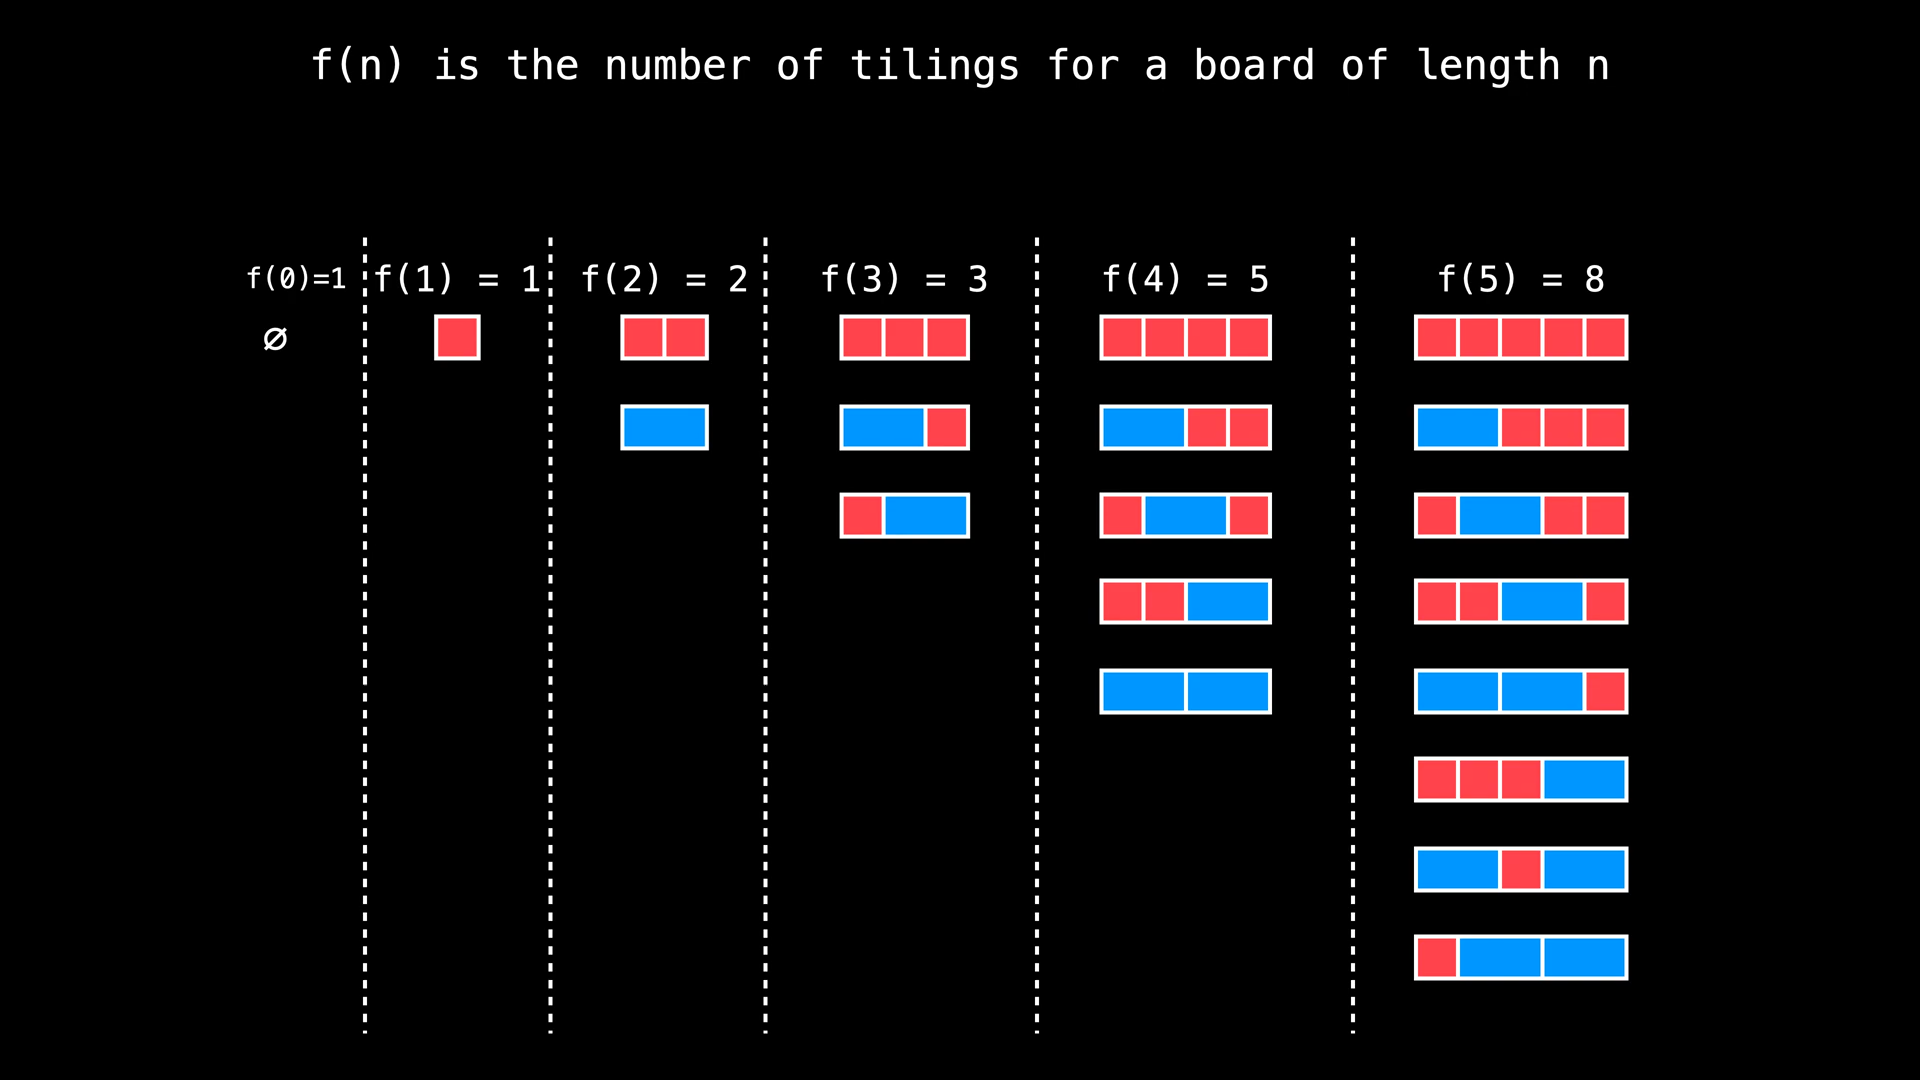 f(n) is the number of tilings for a board of length n
f(0)=1 f(1) = 1 f(2) = 2 f(3) = 3 f(4) = 5 f(5) = 8
∅